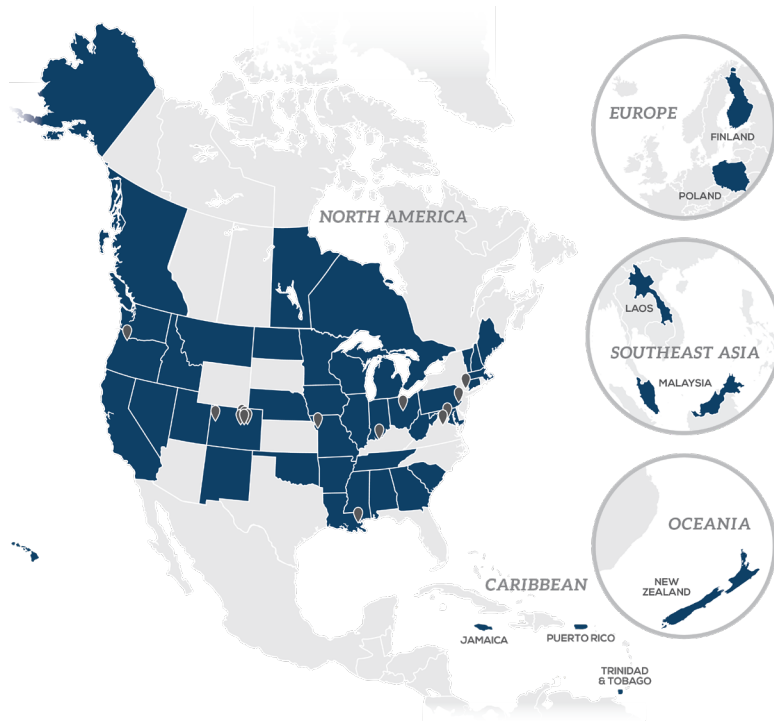 EUROPE
FINLAND
POLAND
NORTH AMERICA
LAOS
SOUTHEAST ASIA
MALAYSIA
OCEANIA
NEW
ZEALAND
CARIBBEAN
JAMAICA
PUERTO RICO
TRINIDAD
& TOBAGO